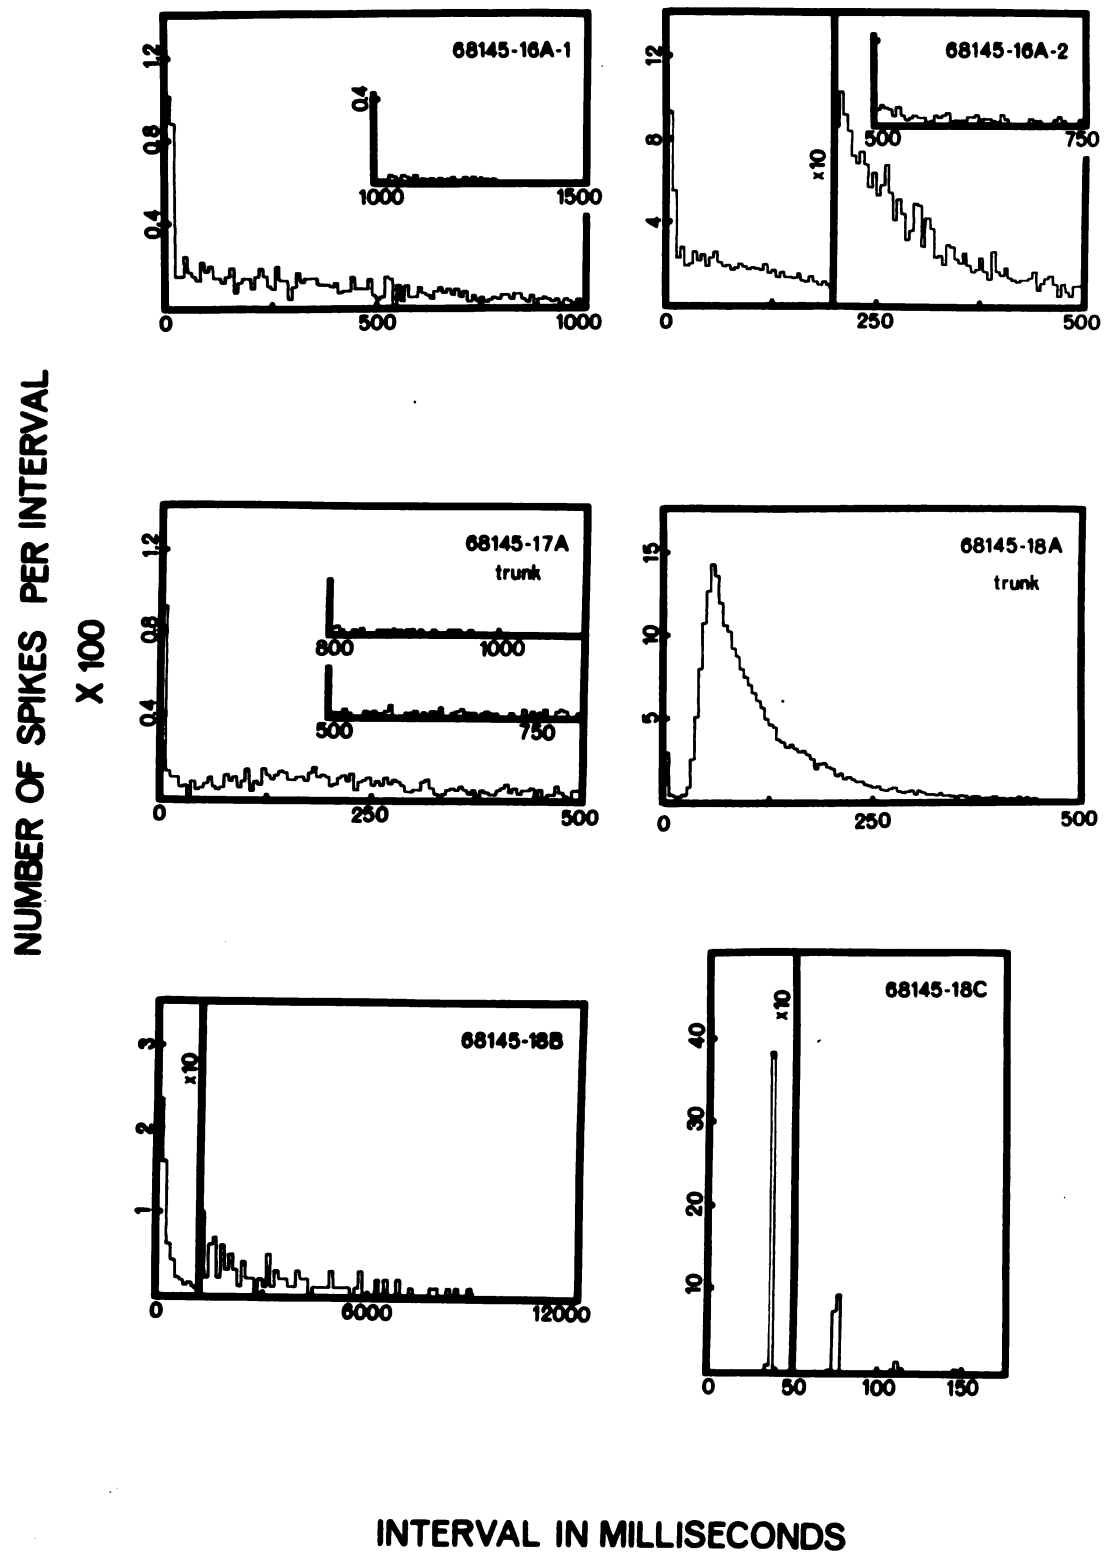 NUMBER OF SPIKES PER INTERVAL
X 100
68145-16A-1
1.2
0.8
0.4
0.4
1000 1500
0 500 1000
68145-16A-2
12
8
4
x10
500 750
0 250 500
68145-17A
trunk
1.2
0.8
0.4
800 1000
500 750
0 250 500
68145-18A
trunk
15
10
5
0 250 500
68145-18B
3
2
1
x10
0 6000 12000
68145-18C
40
30
20
10
x10
0 50 100 150
INTERVAL IN MILLISECONDS